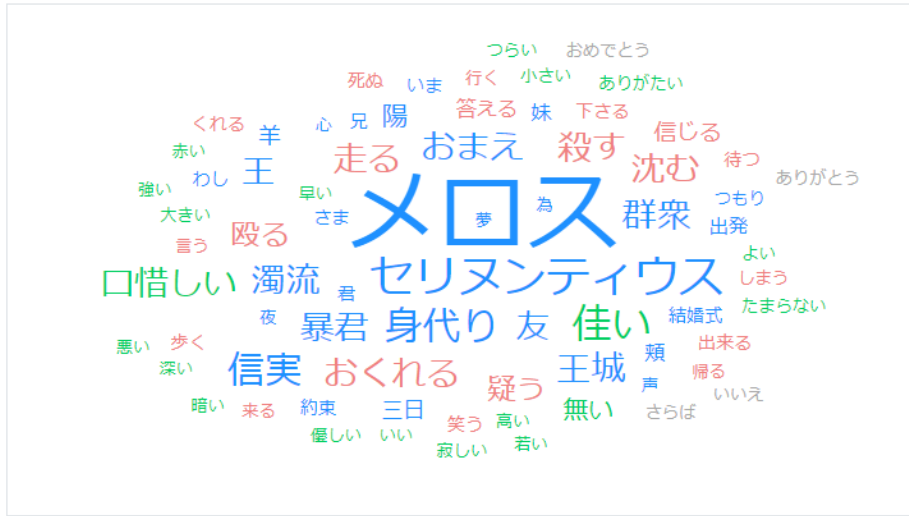 つらい おめでとう
死ぬ いま 行く 小さい ありがたい
くれる 心 兄 陽 答える 妹 下さる
赤い 羊 走る おまえ 殺す 信じる
強い わし 王 早い 沈む 待つ ありがとう
大きい さま メロス 夢 為 群衆 つもり
言う 殴る 出発
口惜しい 濁流 君 セリヌンティウス よい しまう
夜 暴君 身代り 友 佳い 結婚式 たまらない
悪い 歩く 信実 おくれる 王城 頬 出来る
深い 疑う 声 帰る
暗い 来る 約束 三日 無い さらば いいえ
優しい いい 笑う 高い
寂しい 若い